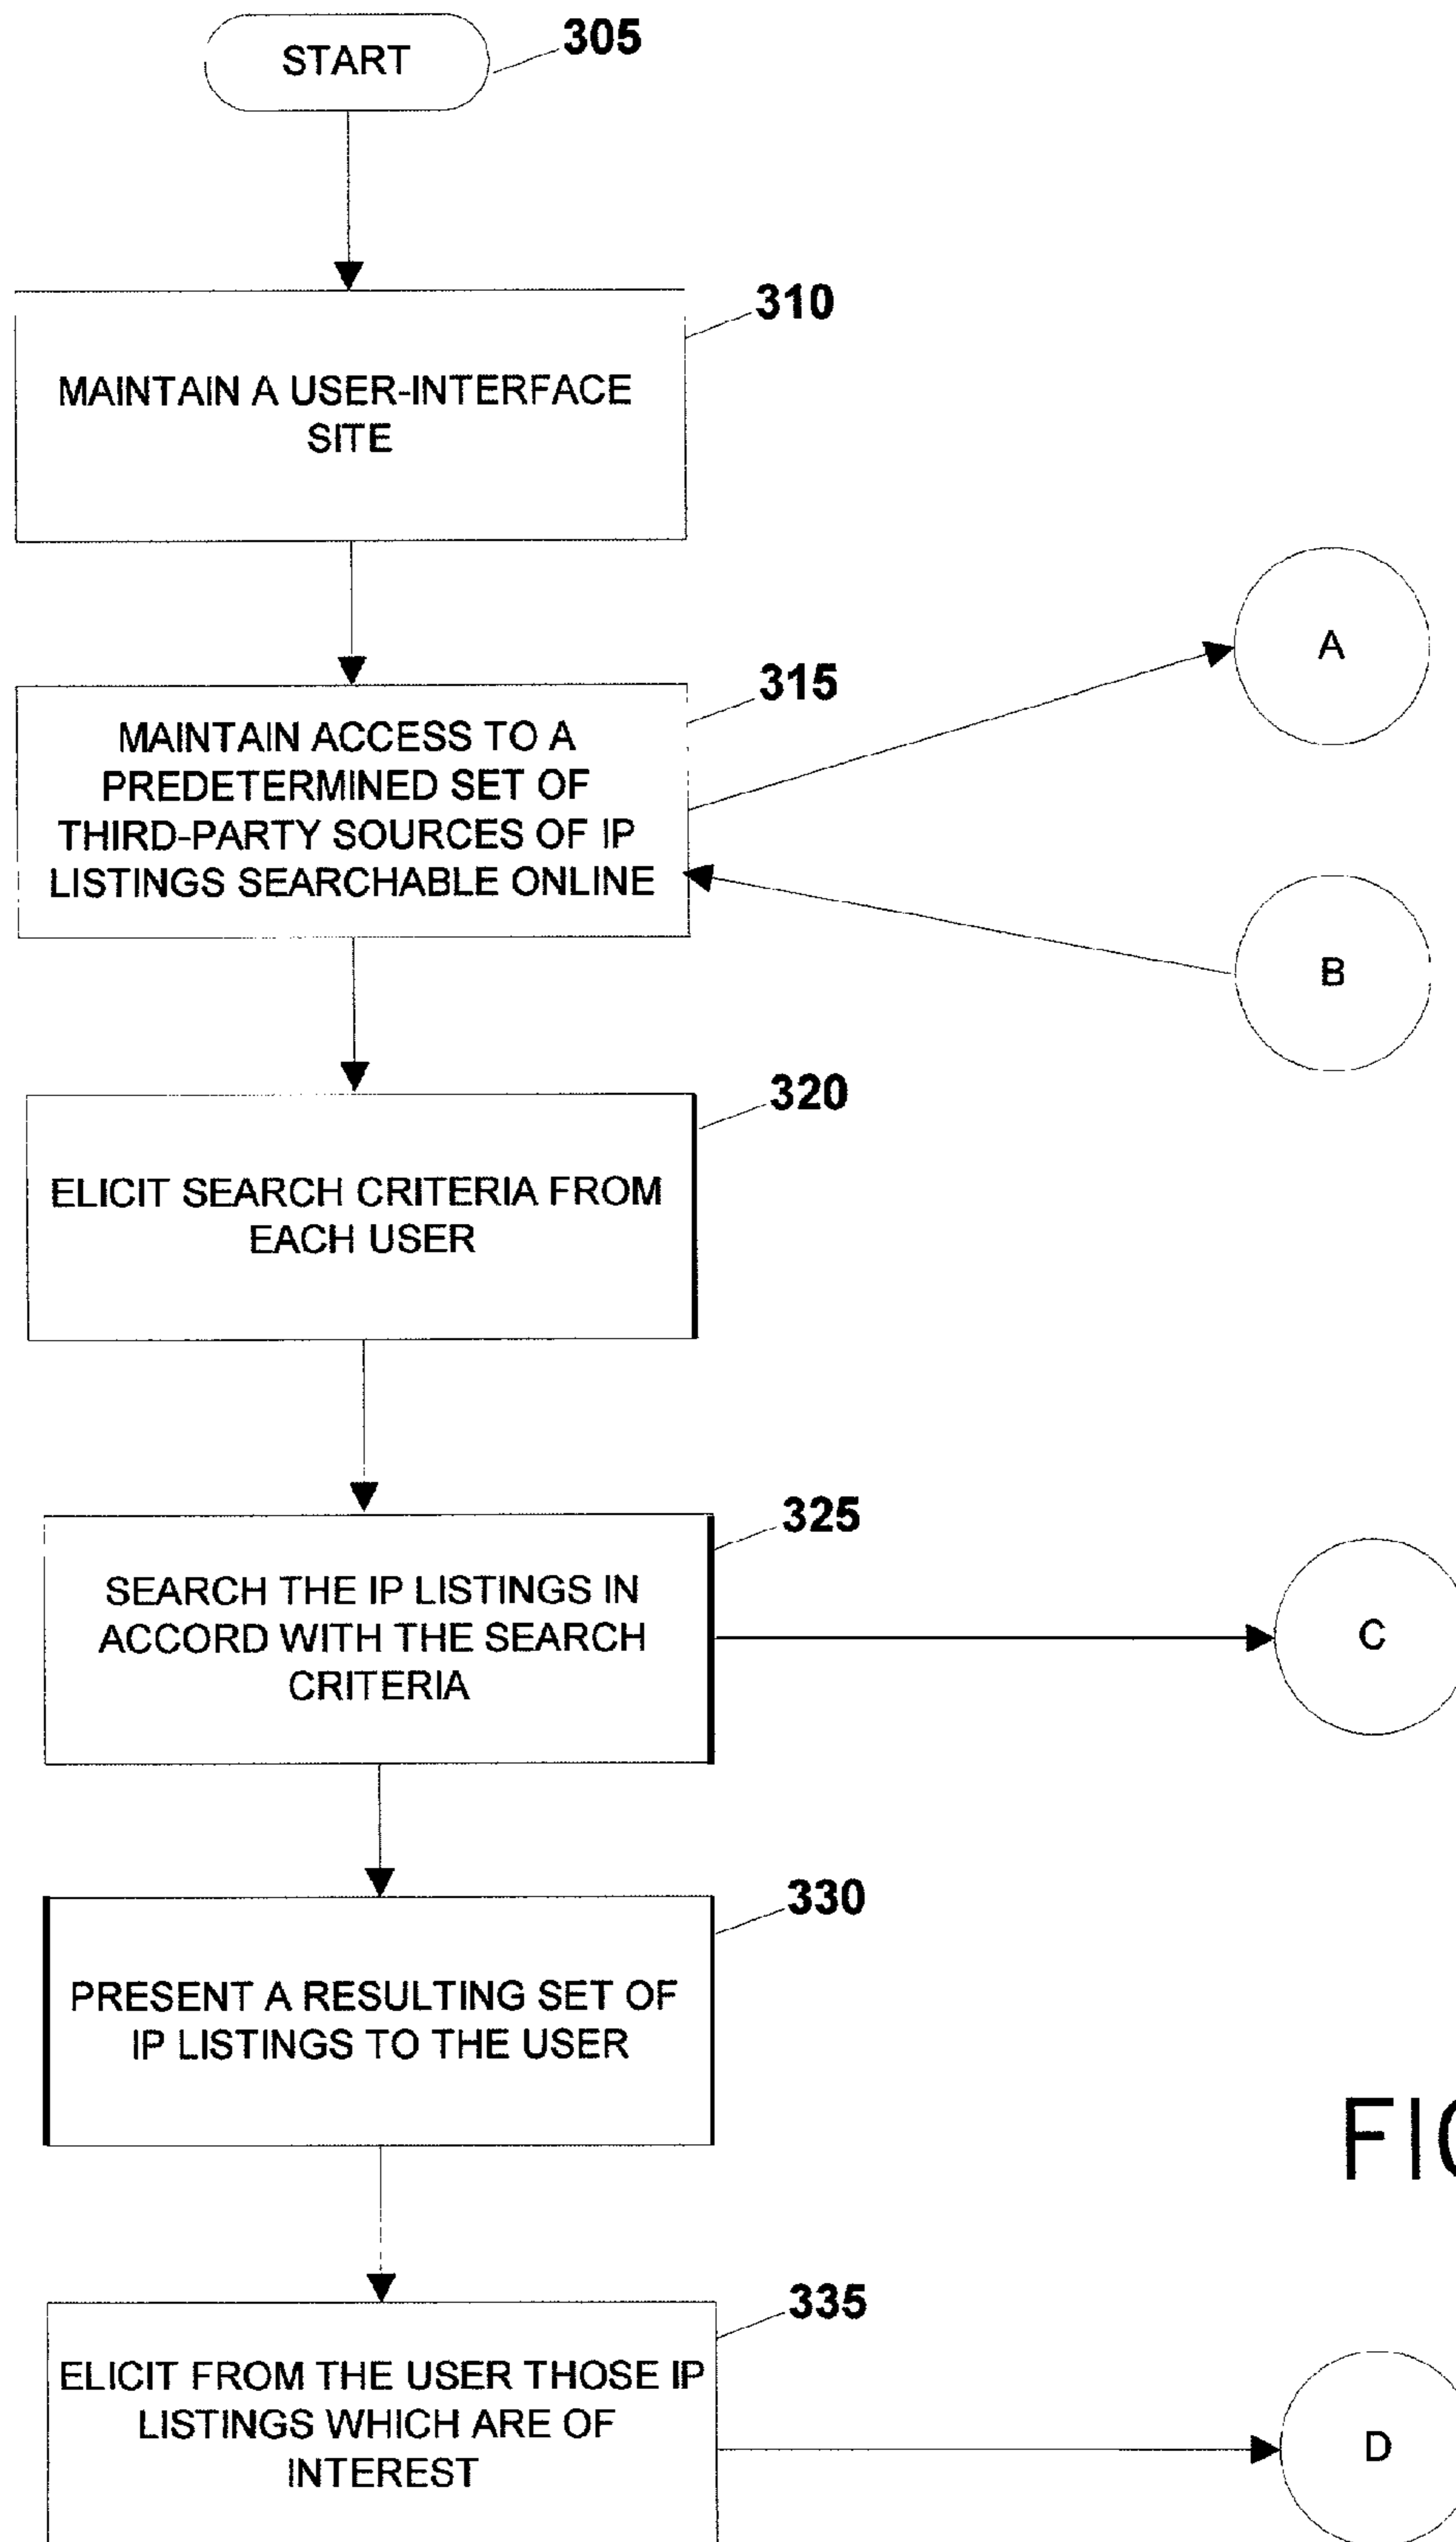 START
305
310
MAINTAIN A USER-INTERFACE
SITE
315
MAINTAIN ACCESS TO A
PREDETERMINED SET OF
THIRD-PARTY SOURCES OF IP
LISTINGS SEARCHABLE ONLINE
A
B
320
ELICIT SEARCH CRITERIA FROM
EACH USER
325
SEARCH THE IP LISTINGS IN
ACCORD WITH THE SEARCH
CRITERIA
C
330
PRESENT A RESULTING SET OF
IP LISTINGS TO THE USER
335
ELICIT FROM THE USER THOSE IP
LISTINGS WHICH ARE OF
INTEREST
D